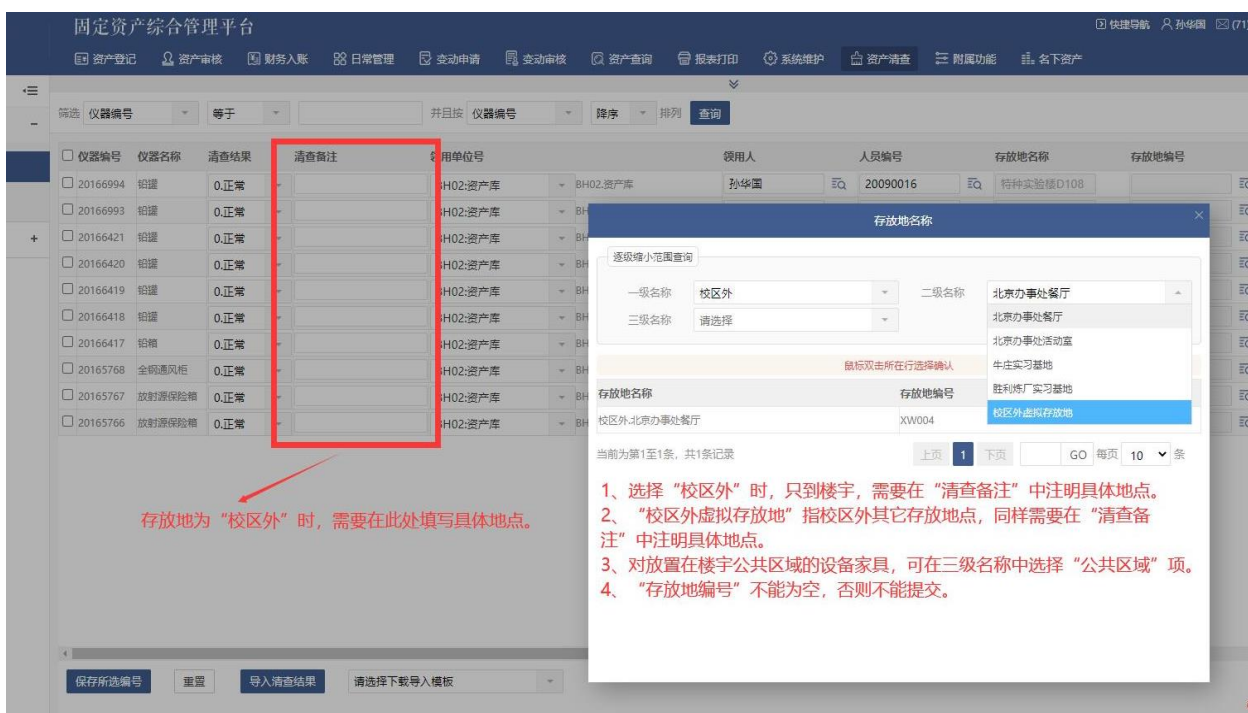 固定资产综合管理平台
快捷导航 孙华国 (71
资产登记 资产审核 财务入账 日常管理 变动申请 变动审核 资产查询 报表打印 系统维护 资产清查 附属功能 名下资产
筛选 仪器编号 等于 并且按 仪器编号 降序 排列 查询
仪器编号 仪器名称 清查结果 清查备注 领用单位号 领用人 人员编号 存放地名称 存放地编号
20166994 铅罐 0.正常 BH02:资产库 BH02.资产库 孙华国 20090016 特种实验楼D108
20166993 铅罐 0.正常 BH02:资产库 BH
20166421 铅罐 0.正常 BH02:资产库 BH
20166420 铅罐 0.正常 BH02:资产库 BH
20166419 铅罐 0.正常 BH02:资产库 BH
20166418 铅罐 0.正常 BH02:资产库 BH
20166417 铅箱 0.正常 BH02:资产库 BH
20165768 全钢通风柜 0.正常 BH02:资产库 BH
20165767 放射源保险箱 0.正常 BH02:资产库 BH
20165766 放射源保险箱 0.正常 BH02:资产库 BH
存放地名称
逐级缩小范围查询
一级名称 校区外 二级名称 北京办事处餐厅
三级名称 请选择
北京办事处餐厅
北京办事处活动室
牛庄实习基地
胜利炼厂实习基地
校区外虚拟存放地
鼠标双击所在行选择确认
存放地名称 存放地编号
校区外.北京办事处餐厅 XW004
当前为第1至1条,共1条记录 上页 1 下页 GO 每页 10 条
1、选择“校区外”时,只到楼宇,需要在“清查备注”中注明具体地点。
2、“校区外虚拟存放地”指校区外其它存放地点,同样需要在“清查备
注”中注明具体地点。
3、对放置在楼宇公共区域的设备家具,可在三级名称中选择“公共区域”项。
4、“存放地编号”不能为空,否则不能提交。
存放地为“校区外”时,需要在此处填写具体地点。
保存所选编号 重置 导入清查结果 请选择下载导入模板